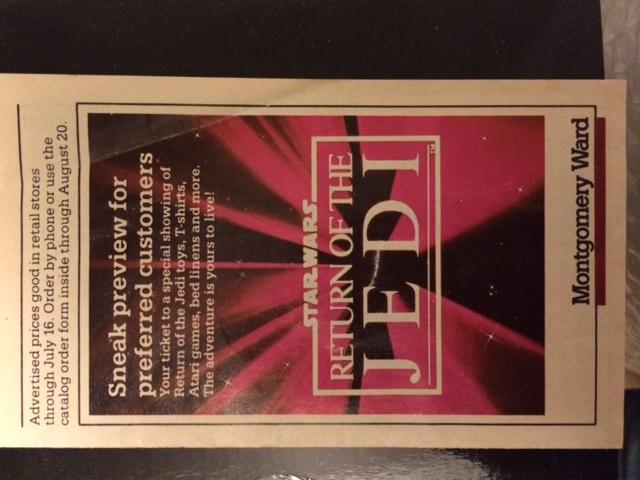 Advertised prices good in retail stores
through July 16. Order by phone or use the
catalog order form inside through August 20.
Sneak preview for
preferred customers
Your ticket to a special showing of
Return of the Jedi toys, T-shirts,
Atari games, bed linens and more.
The adventure is yours to live!
STAR WARS
RETURN OF THE
JEDI
TM
Montgomery Ward